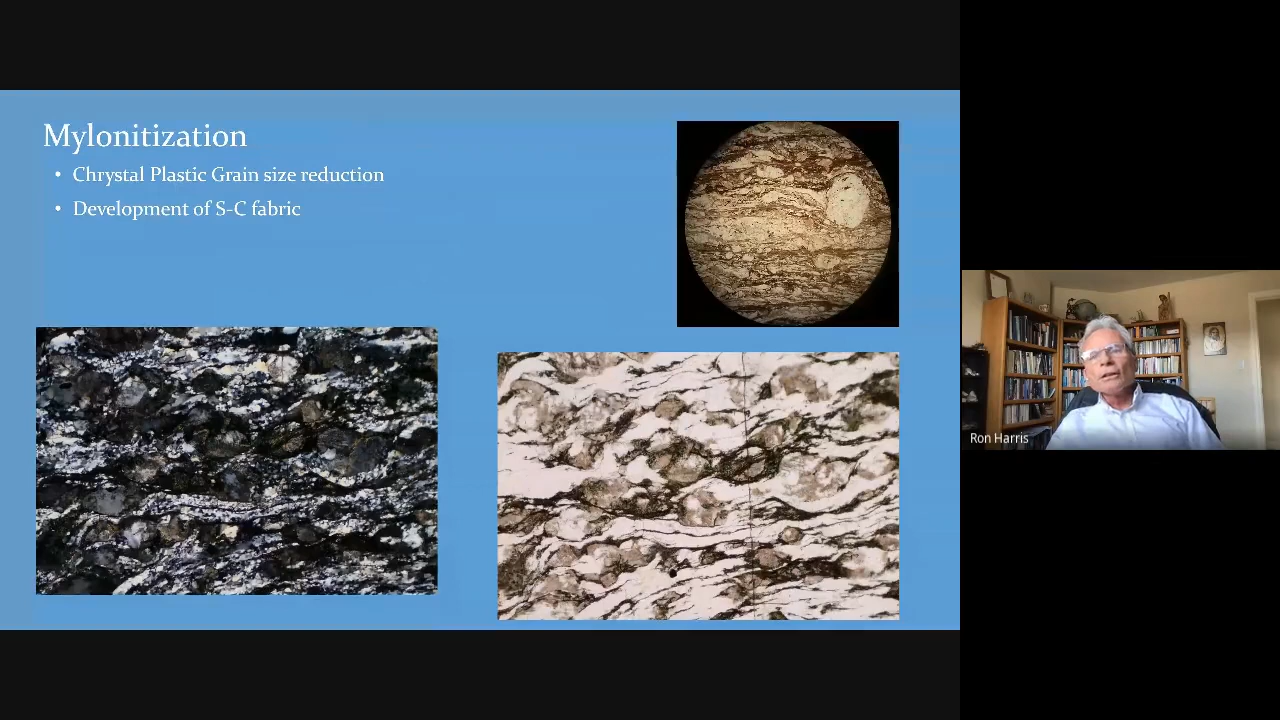 Mylonitization
• Chrystal Plastic Grain size reduction
• Development of S-C fabric
Ron Harris